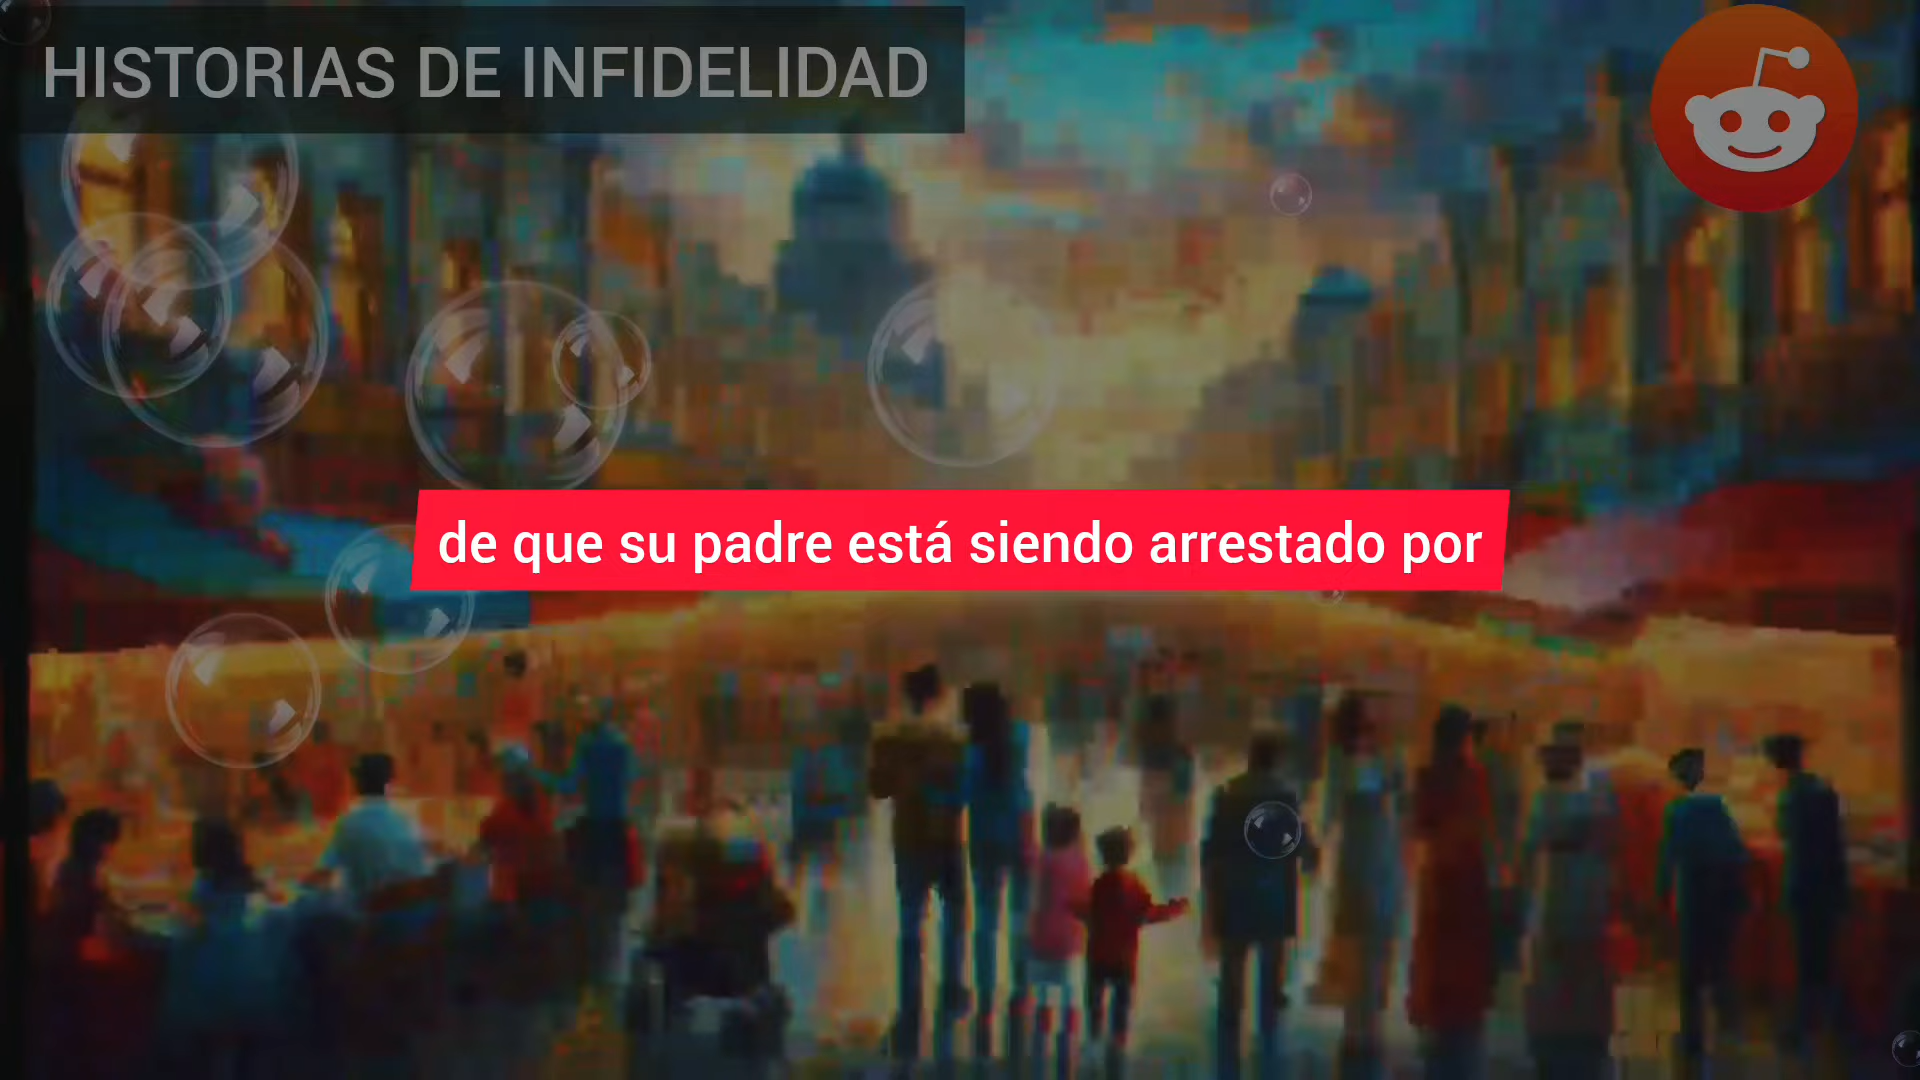 HISTORIAS DE INFIDELIDAD
de que su padre está siendo arrestado por